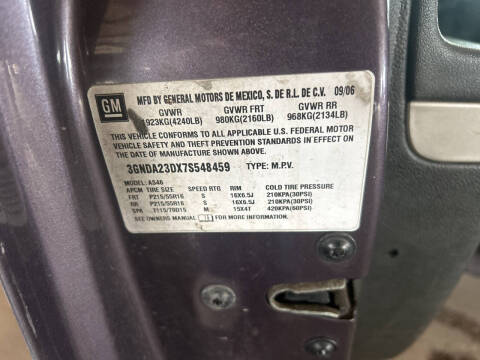 GM MFD BY GENERAL MOTORS DE MEXICO, S. DE R.L. DE C.V. 09/06
GVWR GVWR FRT GVWR RR
1923KG(4240LB) 980KG(2160LB) 968KG(2134LB)
THIS VEHICLE CONFORMS TO ALL APPLICABLE U.S. FEDERAL MOTOR
VEHICLE SAFETY AND THEFT PREVENTION STANDARDS IN EFFECT ON
THE DATE OF MANUFACTURE SHOWN ABOVE.
3GNDA23DX7S548459 TYPE: M.P.V.
MODEL: AS46
APCM TIRE SIZE SPEED RTG RIM COLD TIRE PRESSURE
FRT P215/55R16 S 16X6.5J 210KPA(30PSI)
RR P215/55R16 S 16X6.5J 210KPA(30PSI)
SPA T115/70D15 M 15X4T 420KPA(60PSI)
SEE OWNERS MANUAL